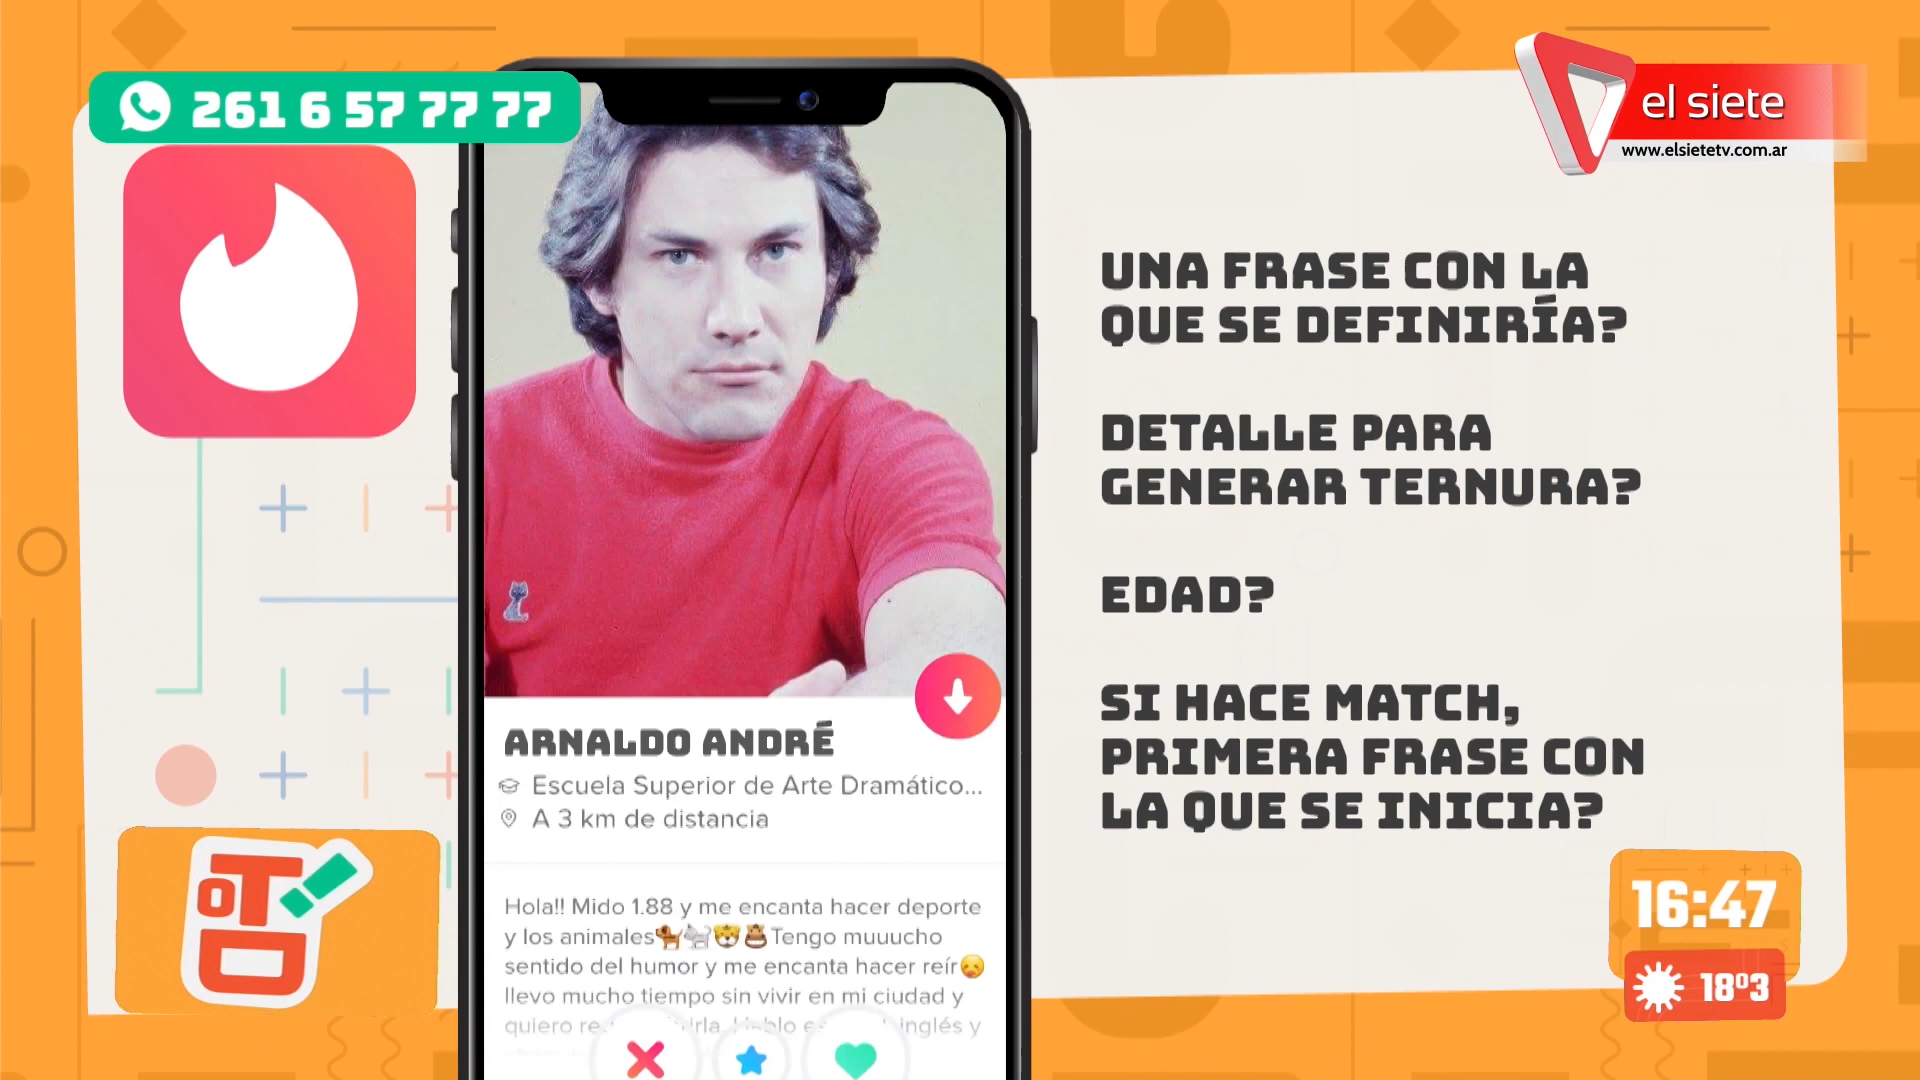 261 6 57 77 77
el siete
www.elsietetv.com.ar
UNA FRASE CON LA
QUE SE DEFINIRÍA?
DETALLE PARA
GENERAR TERNURA?
EDAD?
SI HACE MATCH,
PRIMERA FRASE CON
LA QUE SE INICIA?
ARNALDO ANDRÉ
Escuela Superior de Arte Dramático...
A 3 km de distancia
Hola!! Mido 1.88 y me encanta hacer deporte
y los animales🐕🐈🐯🦛Tengo muuucho
sentido del humor y me encanta hacer reír😞
llevo mucho tiempo sin vivir en mi ciudad y
quiero inglés y
16:47
18º3